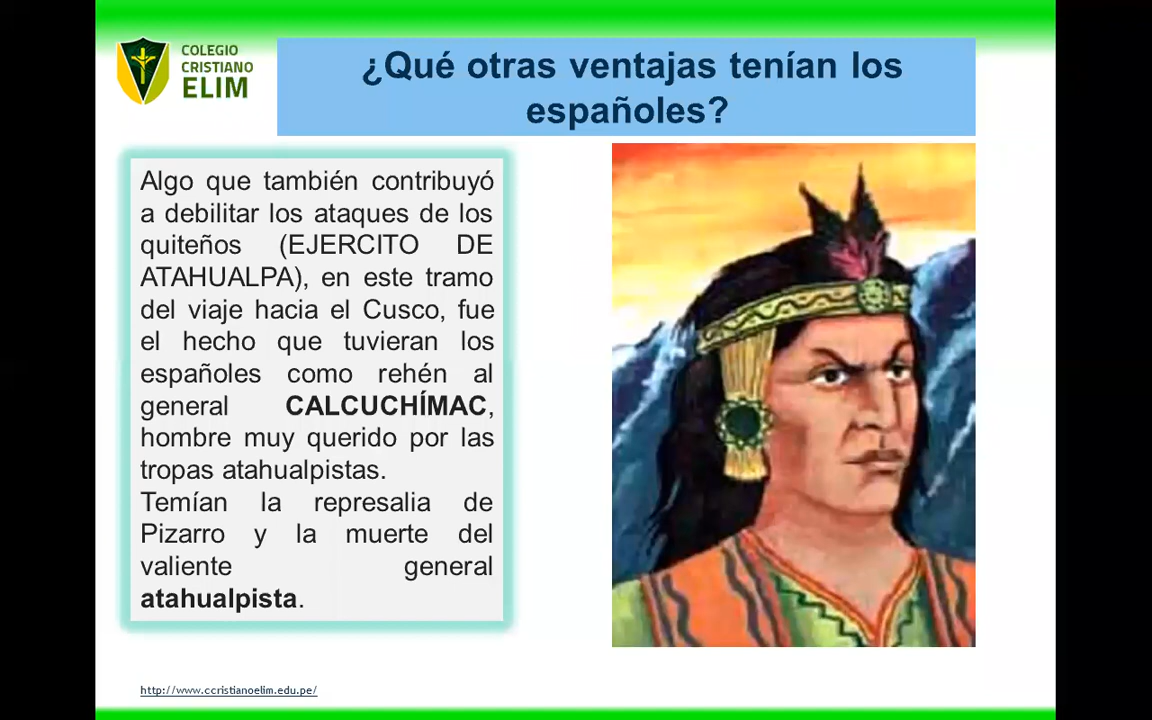 COLEGIO
CRISTIANO
ELIM
¿Qué otras ventajas tenían los
españoles?
Algo que también contribuyó
a debilitar los ataques de los
quiteños (EJERCITO DE
ATAHUALPA), en este tramo
del viaje hacia el Cusco, fue
el hecho que tuvieran los
españoles como rehén al
general CALCUCHÍMAC,
hombre muy querido por las
tropas atahualpistas.
Temían la represalia de
Pizarro y la muerte del
valiente general
atahualpista.
http://www.ccristianoelim.edu.pe/